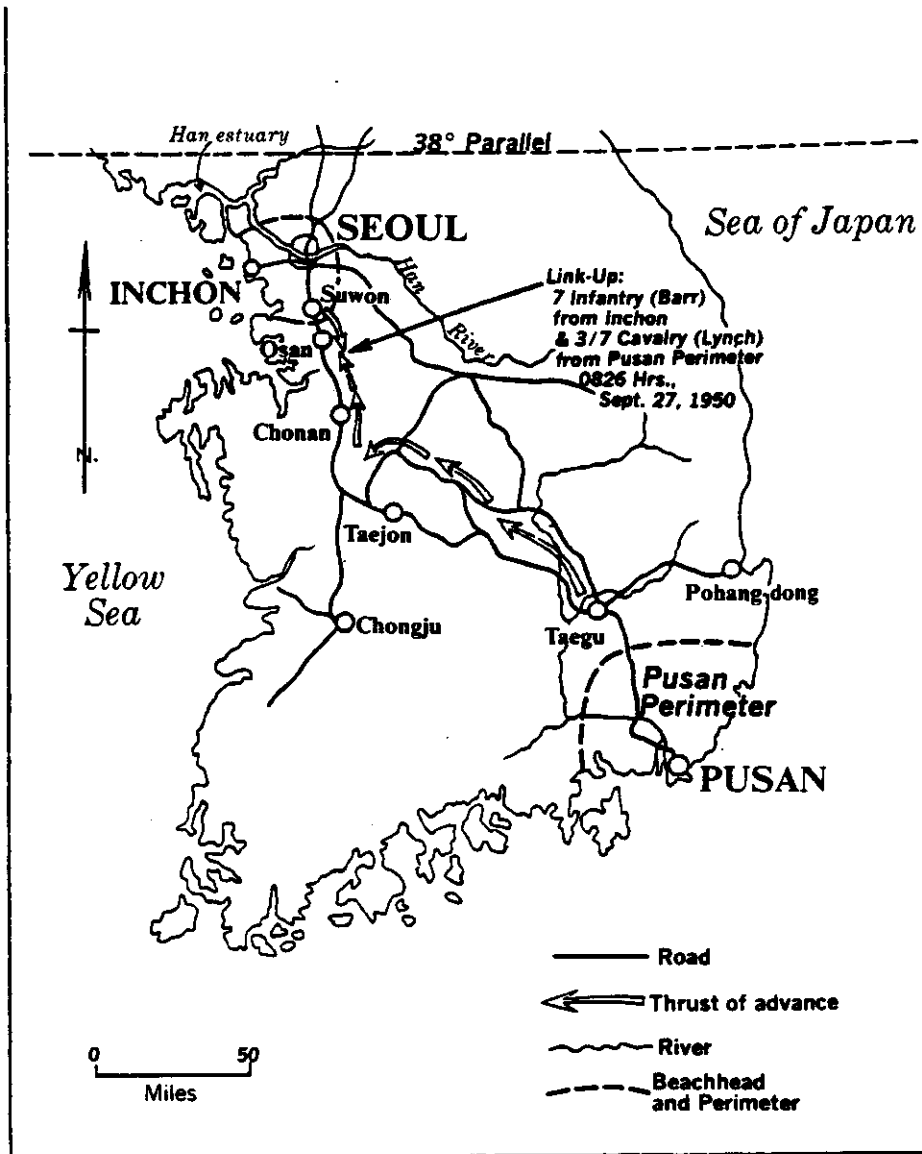 Han estuary
38° Parallel
SEOUL
Sea of Japan
INCHON
Suwon
Han
River
Link-Up:
7 infantry (Barr)
from Inchon
& 3/7 Cavalry (Lynch)
from Pusan Perimeter
0826 Hrs.,
Sept. 27, 1950
Osan
Chonan
N.
Taejon
Yellow
Sea
Pohang-dong
Chongju
Taegu
Pusan
Perimeter
PUSAN
Road
Thrust of advance
River
Beachhead
and Perimeter
0 50
Miles